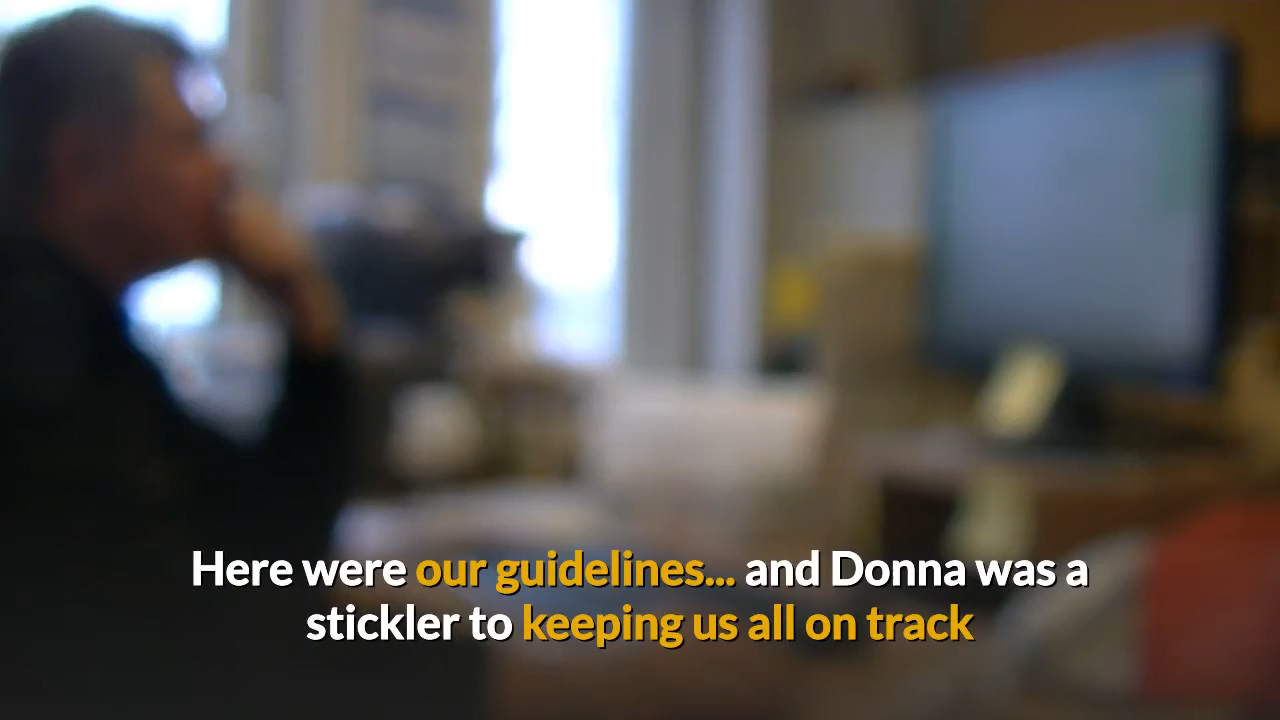 Here were our guidelines... and Donna was a
stickler to keeping us all on track